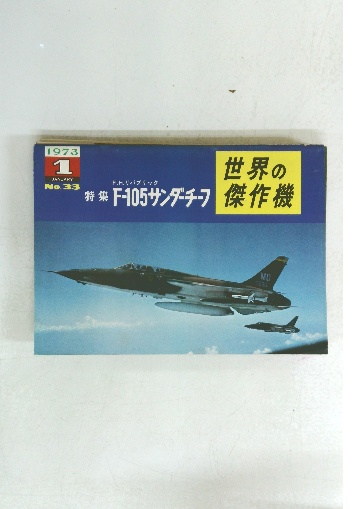 1973
1
JANUARY
No.33
F.H.リパブリック
特集 F-105サンダーチーフ
世界の
傑作機